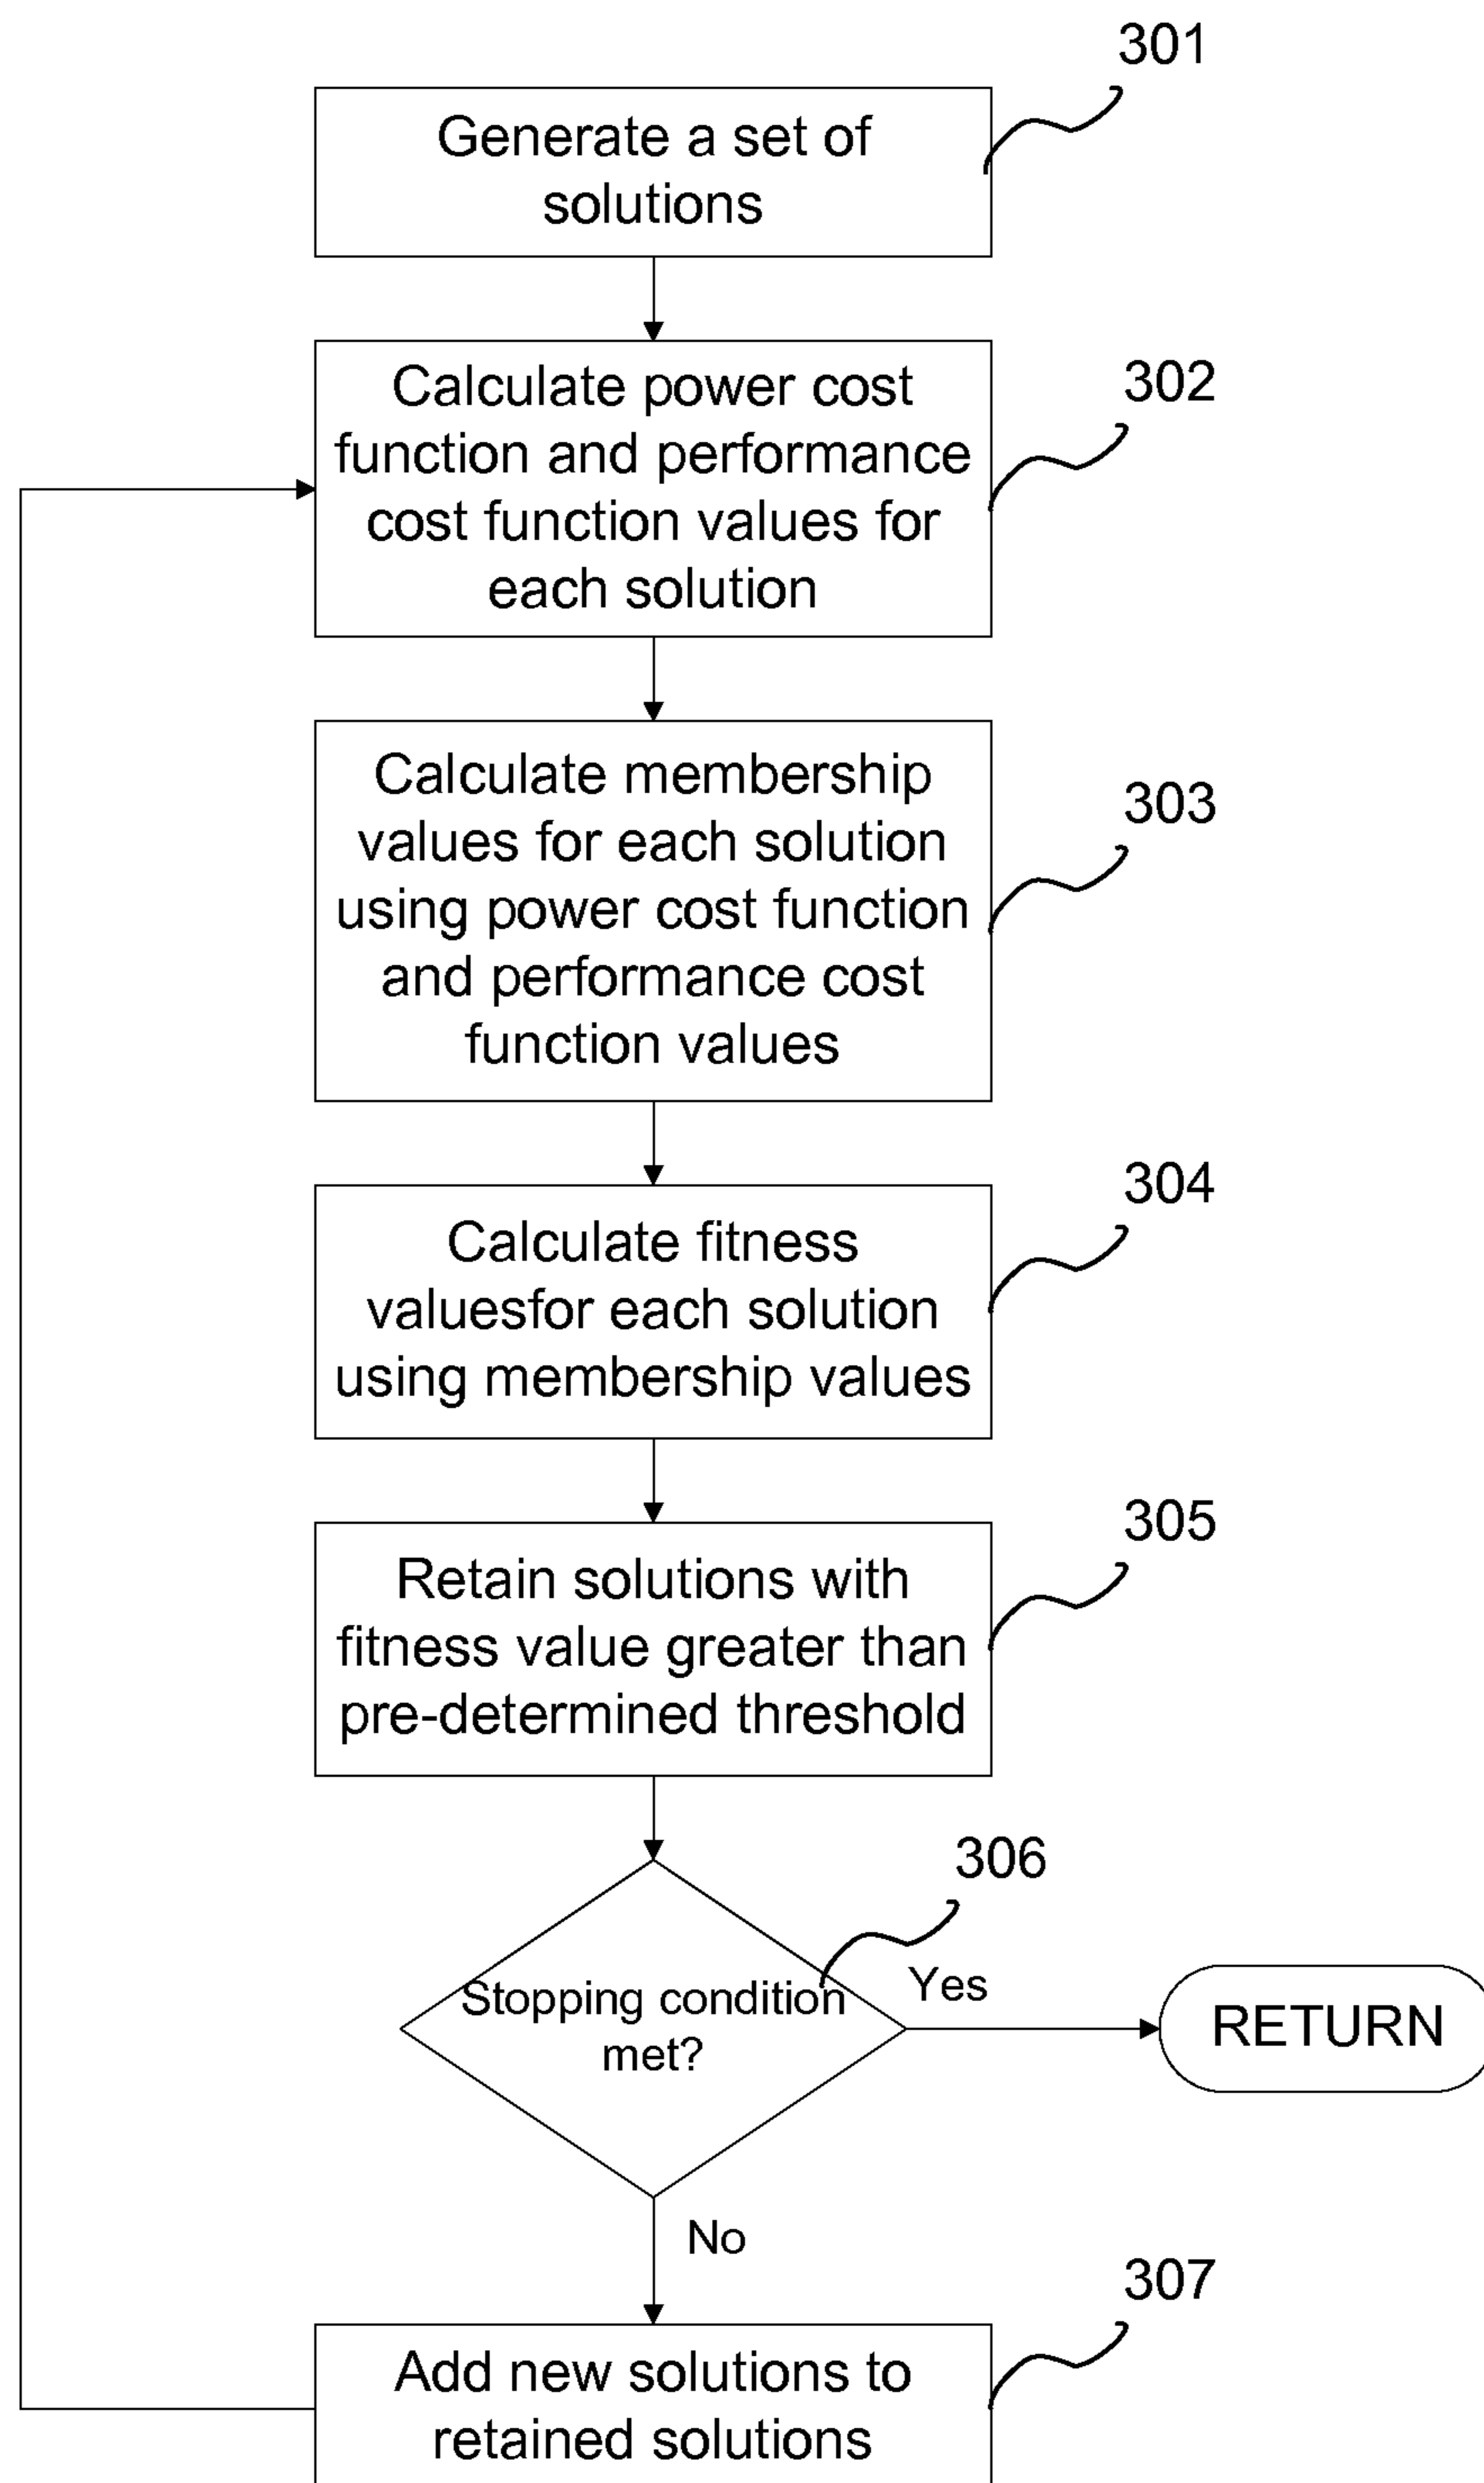 301
Generate a set of
solutions
302
Calculate power cost
function and performance
cost function values for
each solution
303
Calculate membership
values for each solution
using power cost function
and performance cost
function values
304
Calculate fitness
valuesfor each solution
using membership values
305
Retain solutions with
fitness value greater than
pre-determined threshold
306
Stopping condition
met?
Yes
RETURN
No
307
Add new solutions to
retained solutions